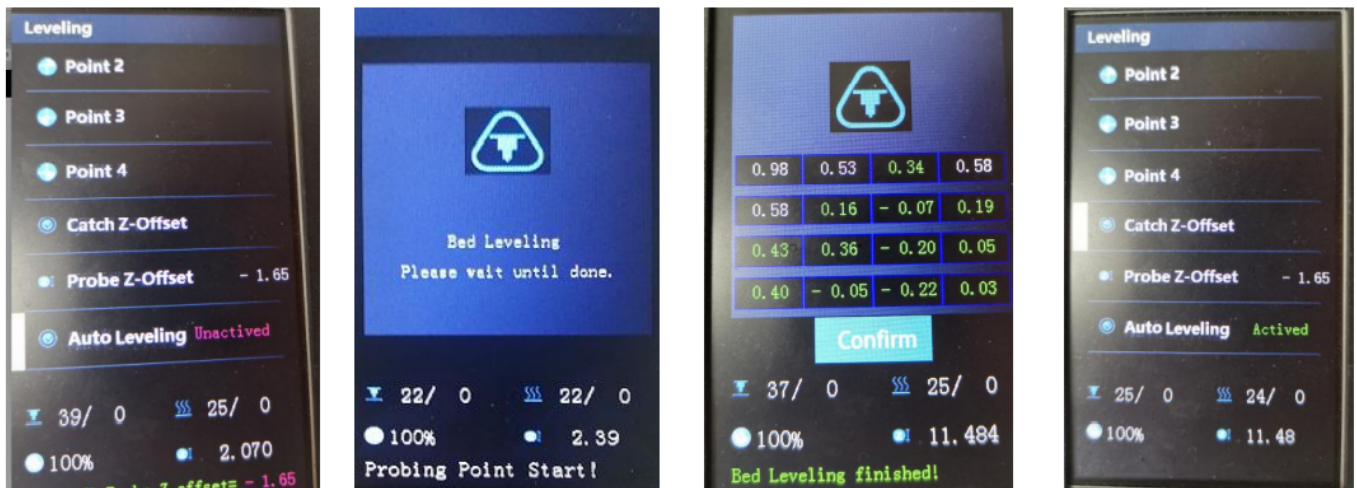 Leveling
Point 2
Point 3
Point 4
Catch Z-Offset
Probe Z-Offset - 1.65
Auto Leveling Unactived
39/ 0 25/ 0
100% 2.070
Z offset= - 1.65
Bed Leveling
Please wait until done.
22/ 0 22/ 0
100% 2.39
Probing Point Start!
0.98 0.53 0.34 0.58
0.58 0.16 - 0.07 0.19
0.43 0.36 - 0.20 0.05
0.40 - 0.05 - 0.22 0.03
Confirm
37/ 0 25/ 0
100% 11.484
Bed Leveling finished!
Leveling
Point 2
Point 3
Point 4
Catch Z-Offset
Probe Z-Offset - 1.65
Auto Leveling Actived
25/ 0 24/ 0
100% 11.48